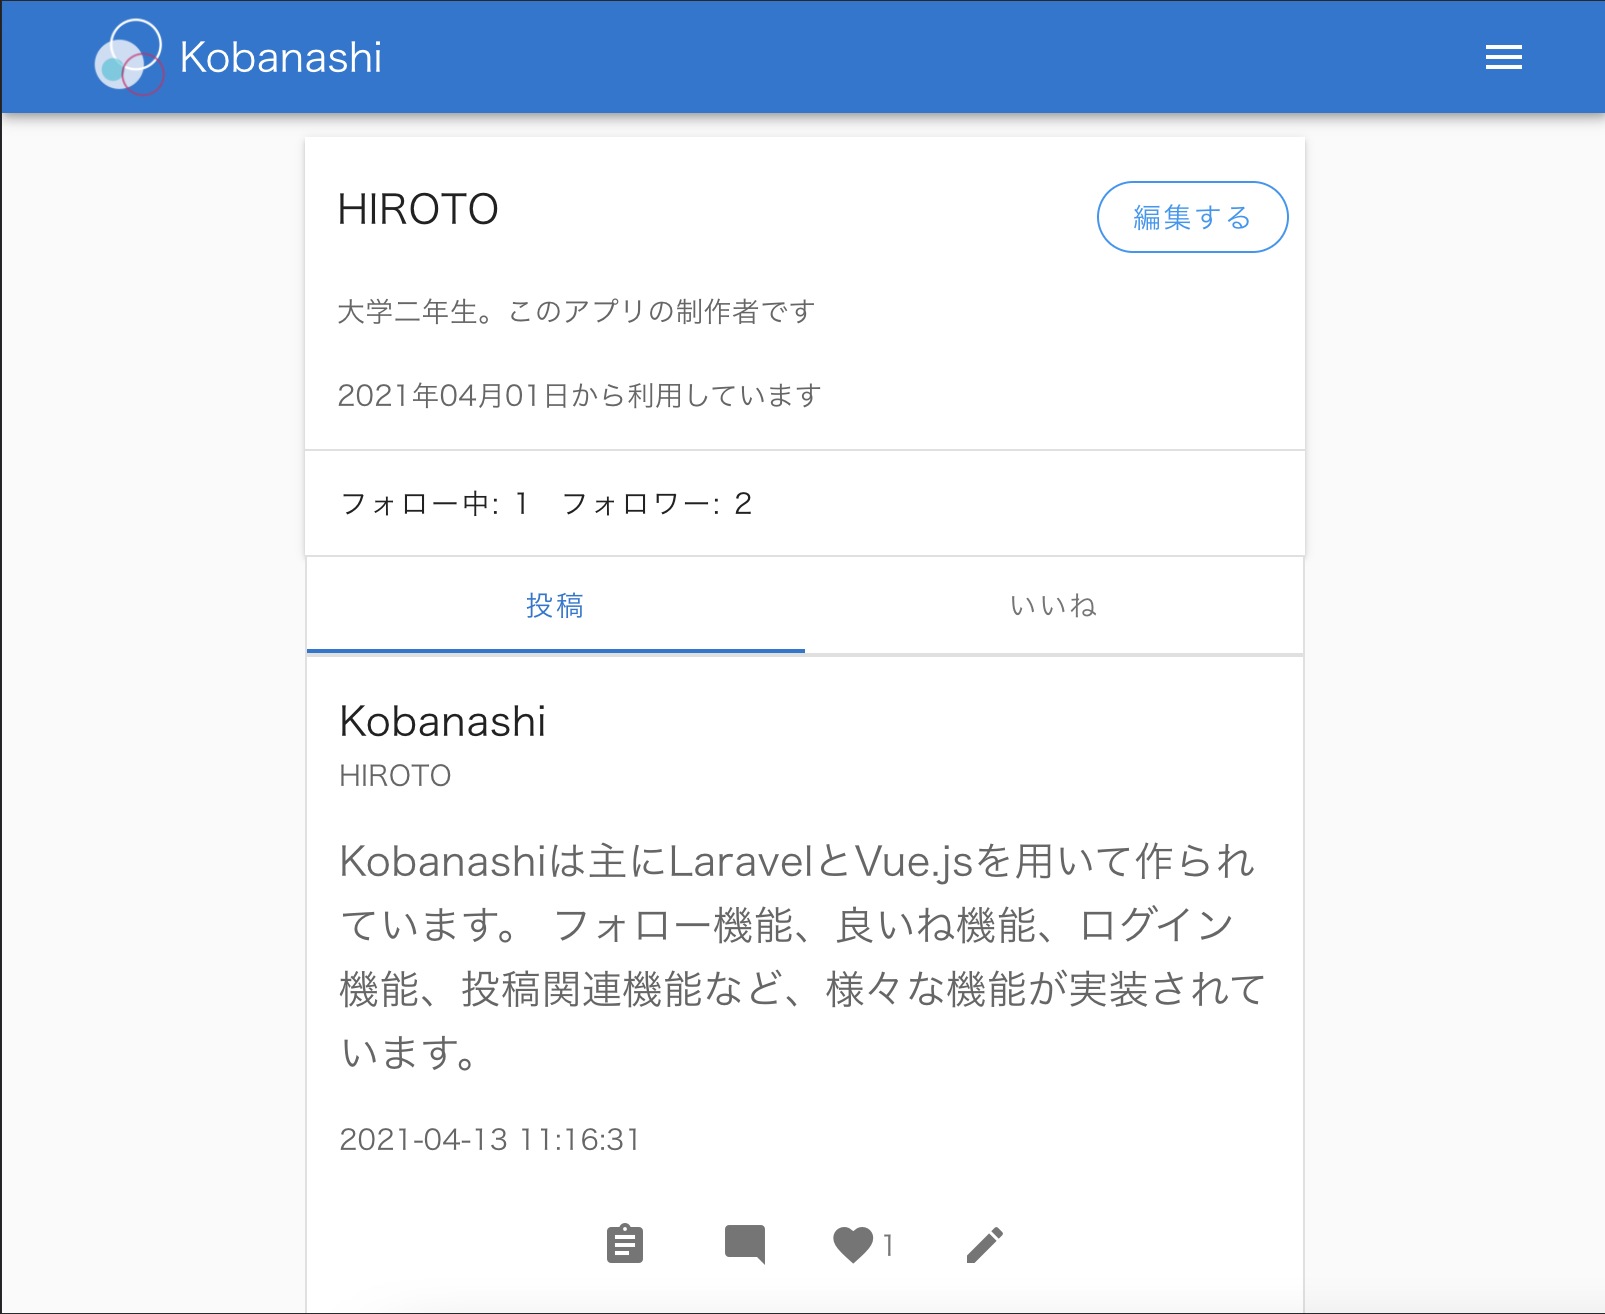 Kobanashi
HIROTO
編集する
大学二年生。このアプリの制作者です
2021年04月01日から利用しています
フォロー中: 1 フォロワー: 2
投稿 いいね
Kobanashi
HIROTO
Kobanashiは主にLaravelとVue.jsを用いて作られ
ています。 フォロー機能、良いね機能、ログイン
機能、投稿関連機能など、様々な機能が実装されて
います。
2021-04-13 11:16:31
1